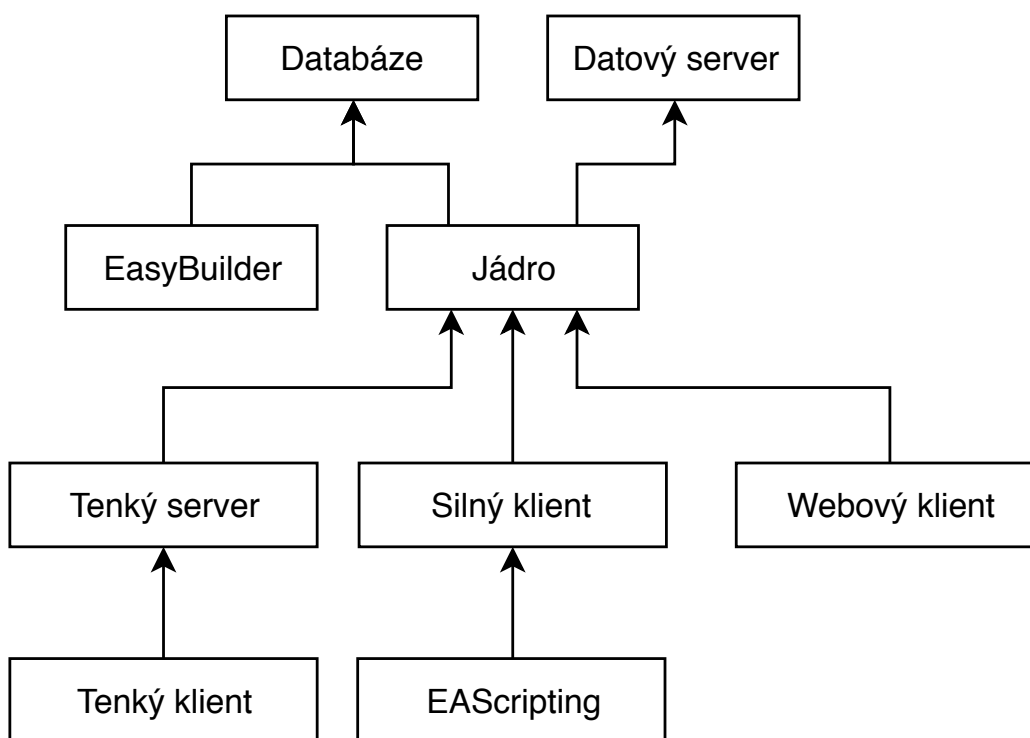 Databáze
Datový server
EasyBuilder
Jádro
Tenký server
Silný klient
Webový klient
Tenký klient
EAScripting